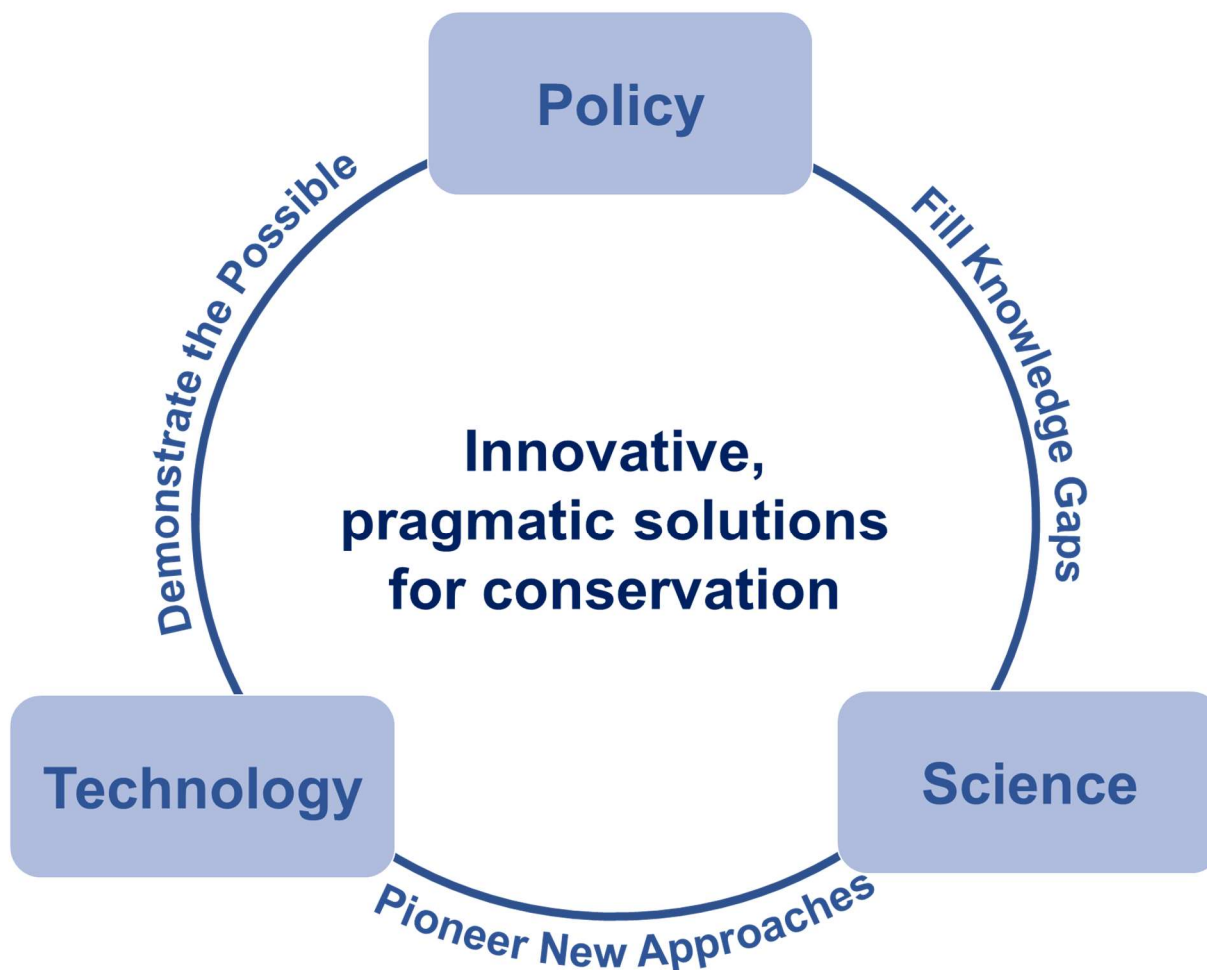 Policy
Demonstrate the Possible
Fill Knowledge Gaps
Innovative,
pragmatic solutions
for conservation
Technology
Science
Pioneer New Approaches